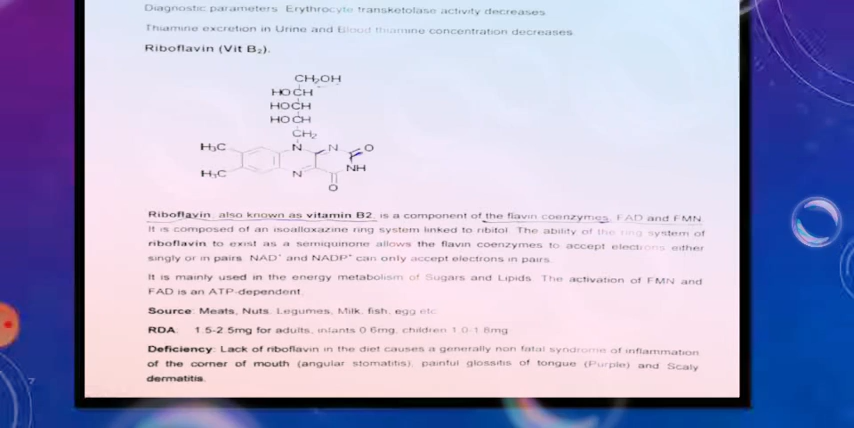 Diagnostic parameters Erythrocyte transketolase activity decreases
Thiamine excretion in Urine and Blood thiamine concentration decreases
Riboflavin (Vit B₂).
CH₂OH
HOCH
HOCH
HOCH
CH₂
H₃C N N O
H₃C N NH
O
Riboflavin, also known as vitamin B2, is a component of the flavin coenzymes, FAD and FMN.
It is composed of an isoalloxazine ring system linked to ribitol. The ability of the ring system of
riboflavin to exist as a semiquinone allows the flavin coenzymes to accept electrons either
singly or in pairs. NAD⁺ and NADP⁺ can only accept electrons in pairs.
It is mainly used in the energy metabolism of Sugars and Lipids. The activation of FMN and
FAD is an ATP-dependent.
Source: Meats, Nuts, Legumes, Milk, fish, egg etc
RDA: 1.5-2.5mg for adults, infants 0.6mg, children 1.0-1.8mg
Deficiency: Lack of riboflavin in the diet causes a generally non fatal syndrome of inflammation
of the corner of mouth (angular stomatitis), painful glossitis of tongue (Purple) and Scaly
dermatitis.
7